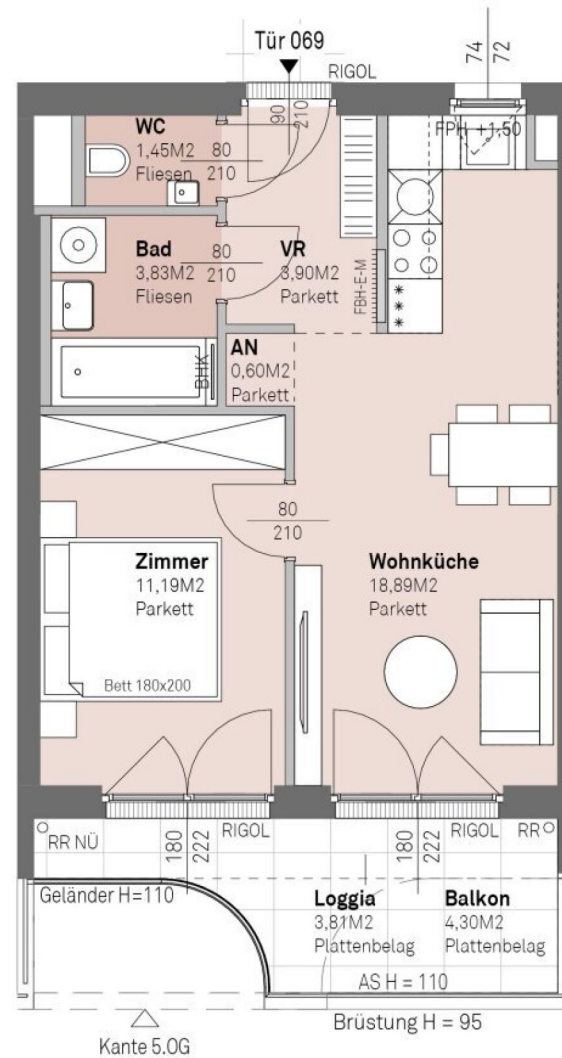 Tür 069
74
72
RIGOL
90
210
FPH +1,50
WC
1,45M2
Fliesen
80
210
Bad
3,83M2
Fliesen
80
210
VR
3,90M2
Parkett
FBH-E-M
AN
0,60M2
Parkett
BHK
80
210
Zimmer
11,19M2
Parkett
Wohnküche
18,89M2
Parkett
Bett 180x200
RR NÜ
180
222
RIGOL
180
222
RIGOL
RR
Geländer H=110
Loggia
3,81M2
Plattenbelag
Balkon
4,30M2
Plattenbelag
AS H = 110
Brüstung H = 95
Kante 5.OG